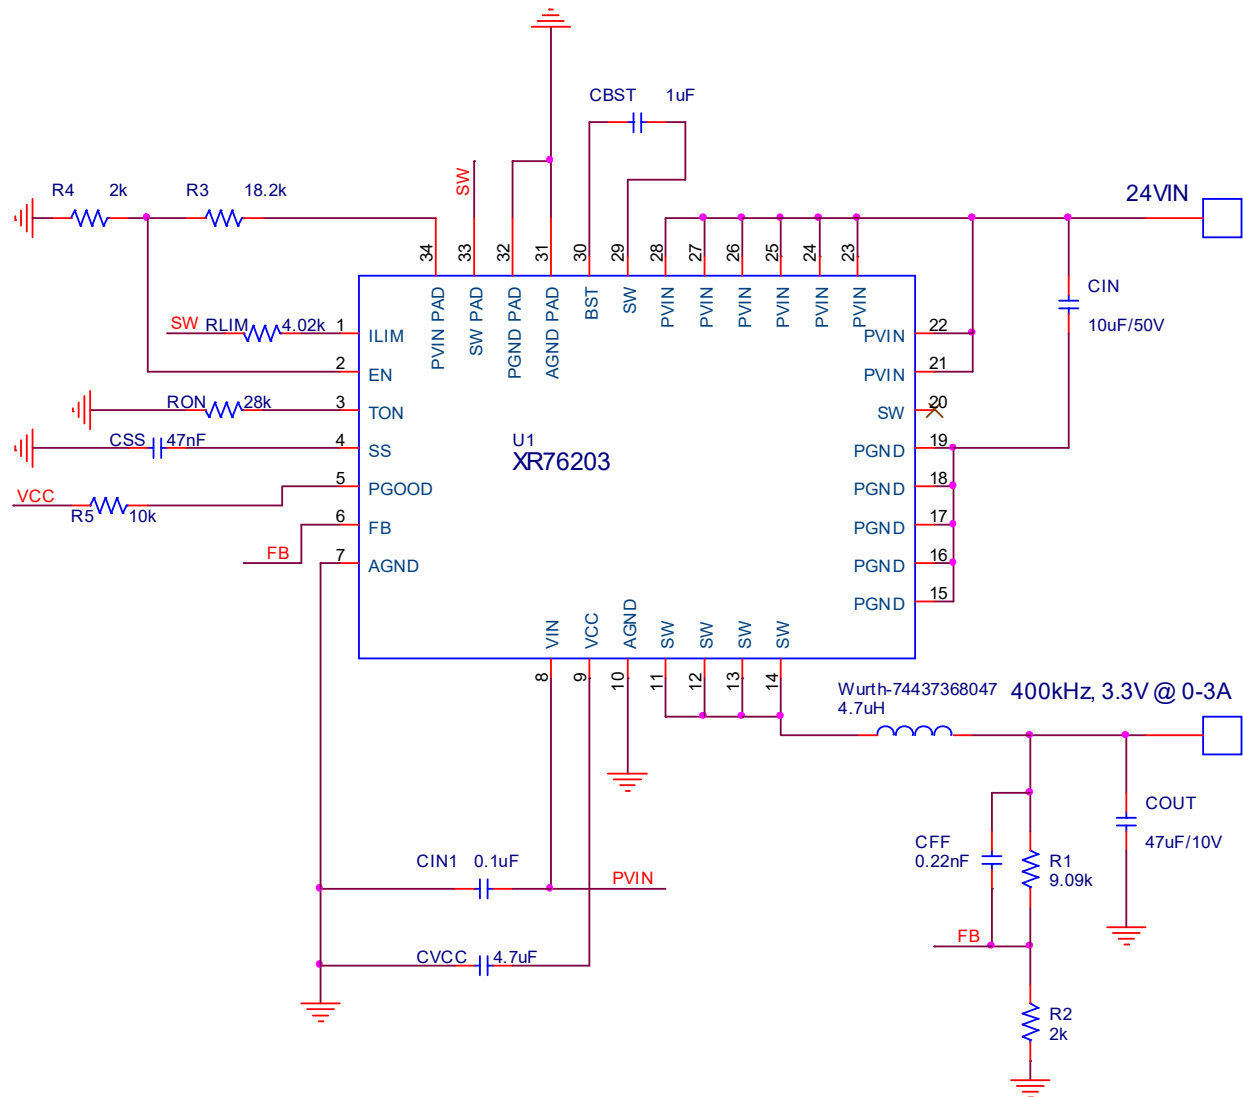 CBST 1uF
R4 2k R3 18.2k
SW
24VIN
34 33 32 31 30 29 28 27 26 25 24 23
PVIN PAD
SW PAD
PGND PAD
AGND PAD
BST
SW
PVIN
PVIN
PVIN
PVIN
PVIN
PVIN
CIN
10uF/50V
SW RLIM 4.02k 1 ILIM
2 EN
RON 28k 3 TON
CSS 47nF 4 SS
VCC R5 10k 5 PGOOD
FB 6 FB
7 AGND
U1
XR76203
PVIN 22
PVIN 21
SW 20
PGND 19
PGND 18
PGND 17
PGND 16
PGND 15
VIN
VCC
AGND
SW
SW
SW
SW
8 9 10 11 12 13 14
Wurth-74437368047
4.7uH
400kHz, 3.3V @ 0-3A
COUT
47uF/10V
CFF
0.22nF
R1
9.09k
CIN1 0.1uF
PVIN
FB
CVCC 4.7uF
R2
2k